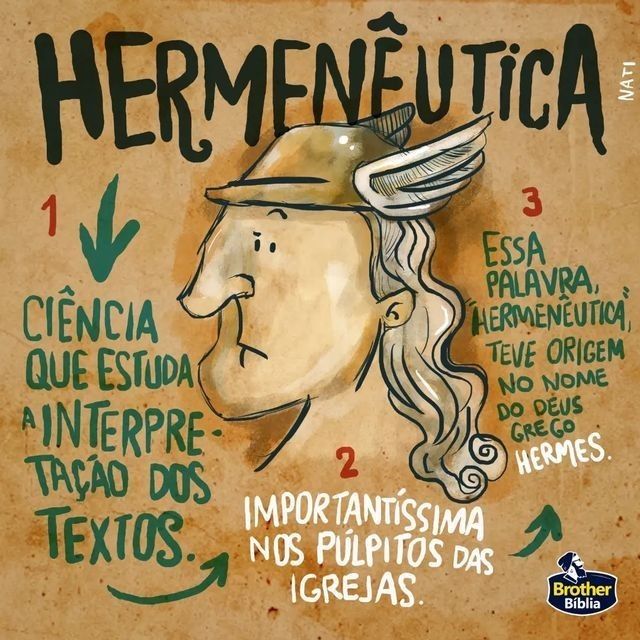 HERMENÊUTICA
NATI
1
CIÊNCIA
QUE ESTUDA
A INTERPRE-
TAÇÃO DOS
TEXTOS.
2
IMPORTANTÍSSIMA
NOS PÚLPITOS DAS
IGREJAS.
3
ESSA
PALAVRA,
"HERMENÊUTICA",
TEVE ORIGEM
NO NOME
DO DEUS
GREGO
HERMES.
Brother
Bíblia